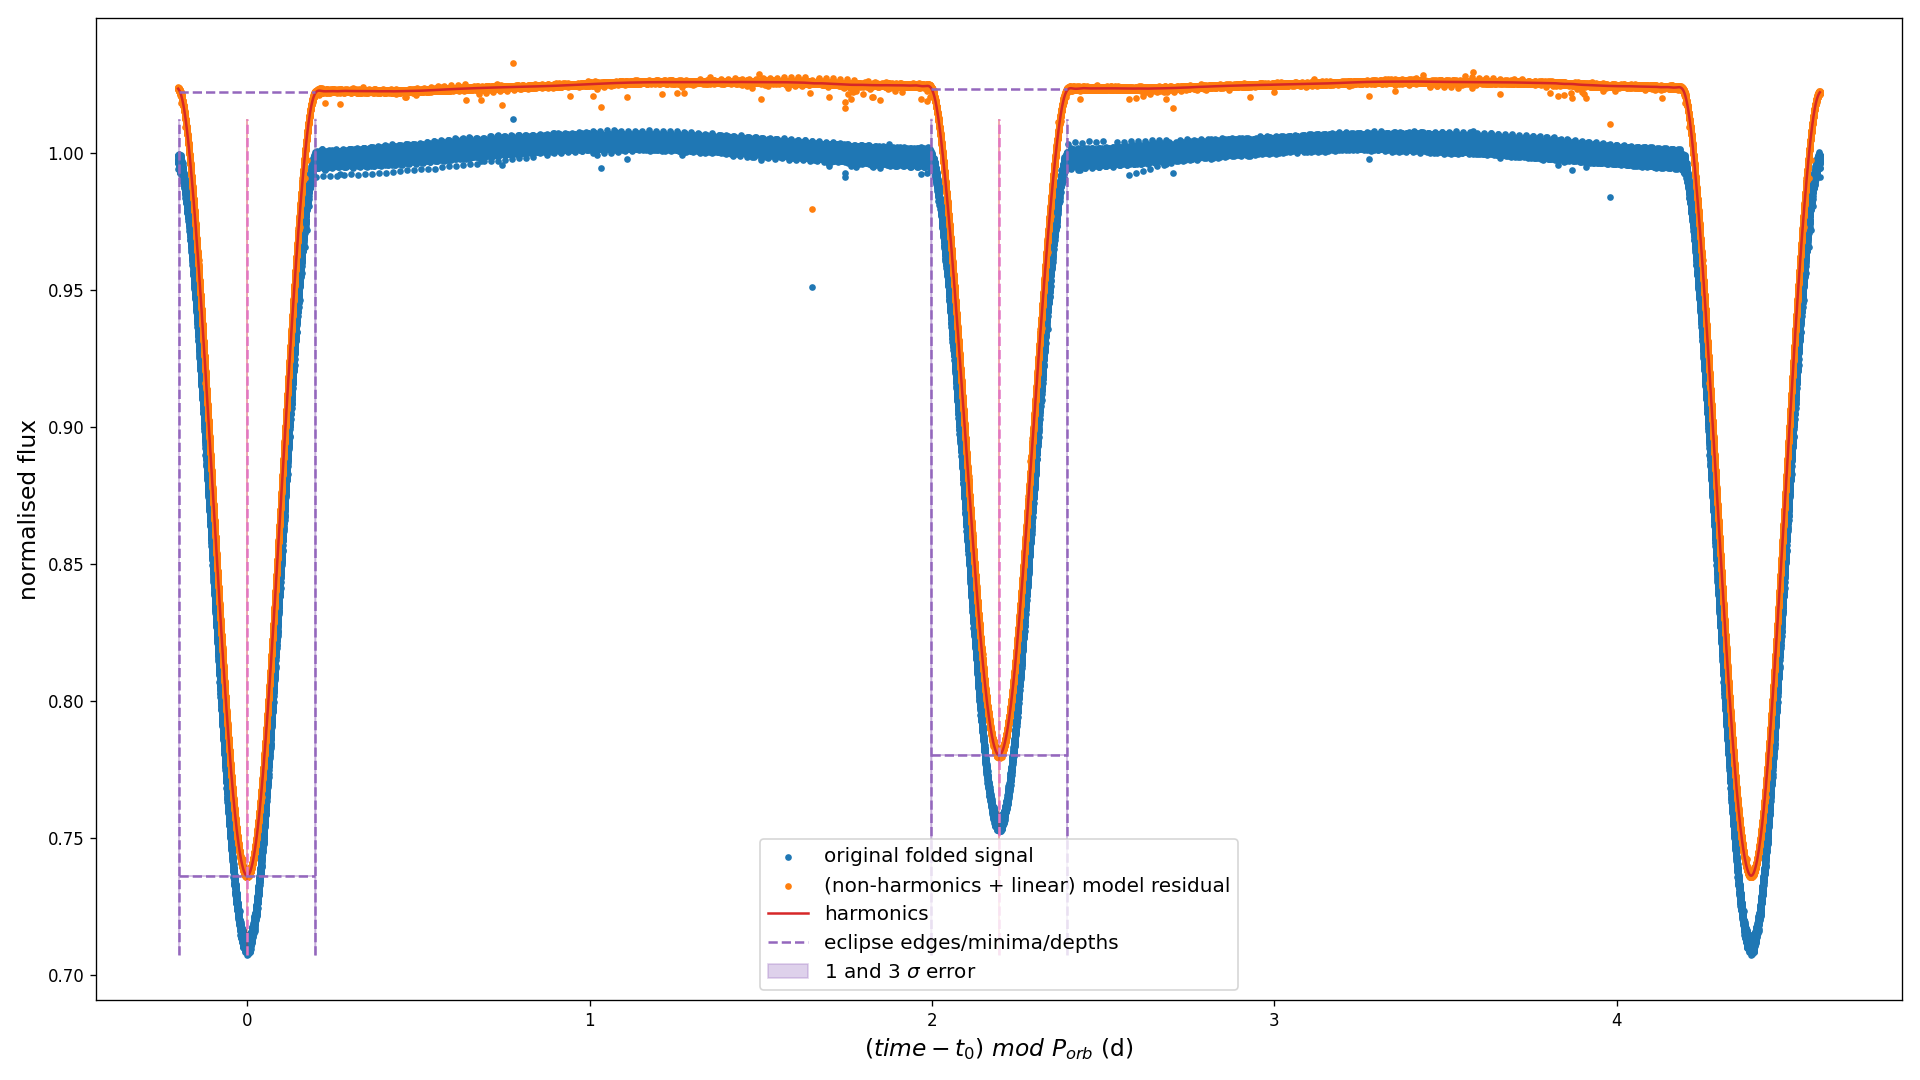 normalised flux
1.00
0.95
0.90
0.85
0.80
0.75
0.70
original folded signal
(non-harmonics + linear) model residual
harmonics
eclipse edges/minima/depths
1 and 3 σ error
0 1 2 3 4
(time − t₀) mod P_orb (d)